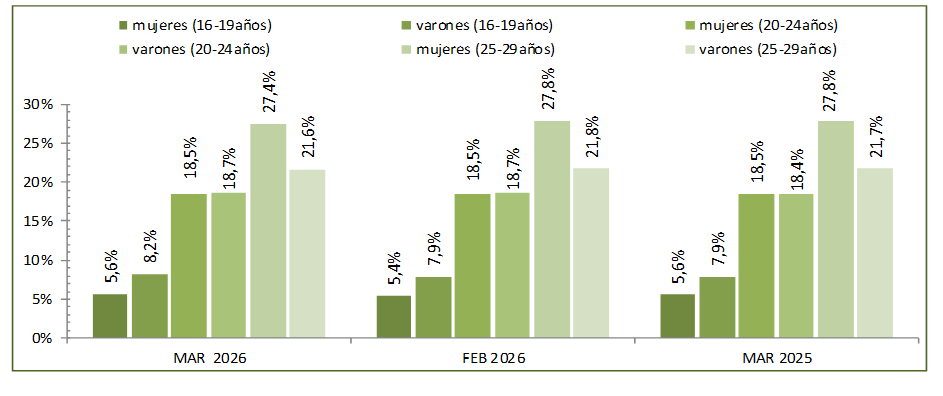 mujeres (16-19años) varones (16-19años) mujeres (20-24años)
varones (20-24años) mujeres (25-29años) varones (25-29años)
30%
25%
20%
15%
10%
5%
0%
5,6% 8,2% 18,5% 18,7% 27,4% 21,6%
5,4% 7,9% 18,5% 18,7% 27,8% 21,8%
5,6% 7,9% 18,5% 18,4% 27,8% 21,7%
MAR 2026 FEB 2026 MAR 2025